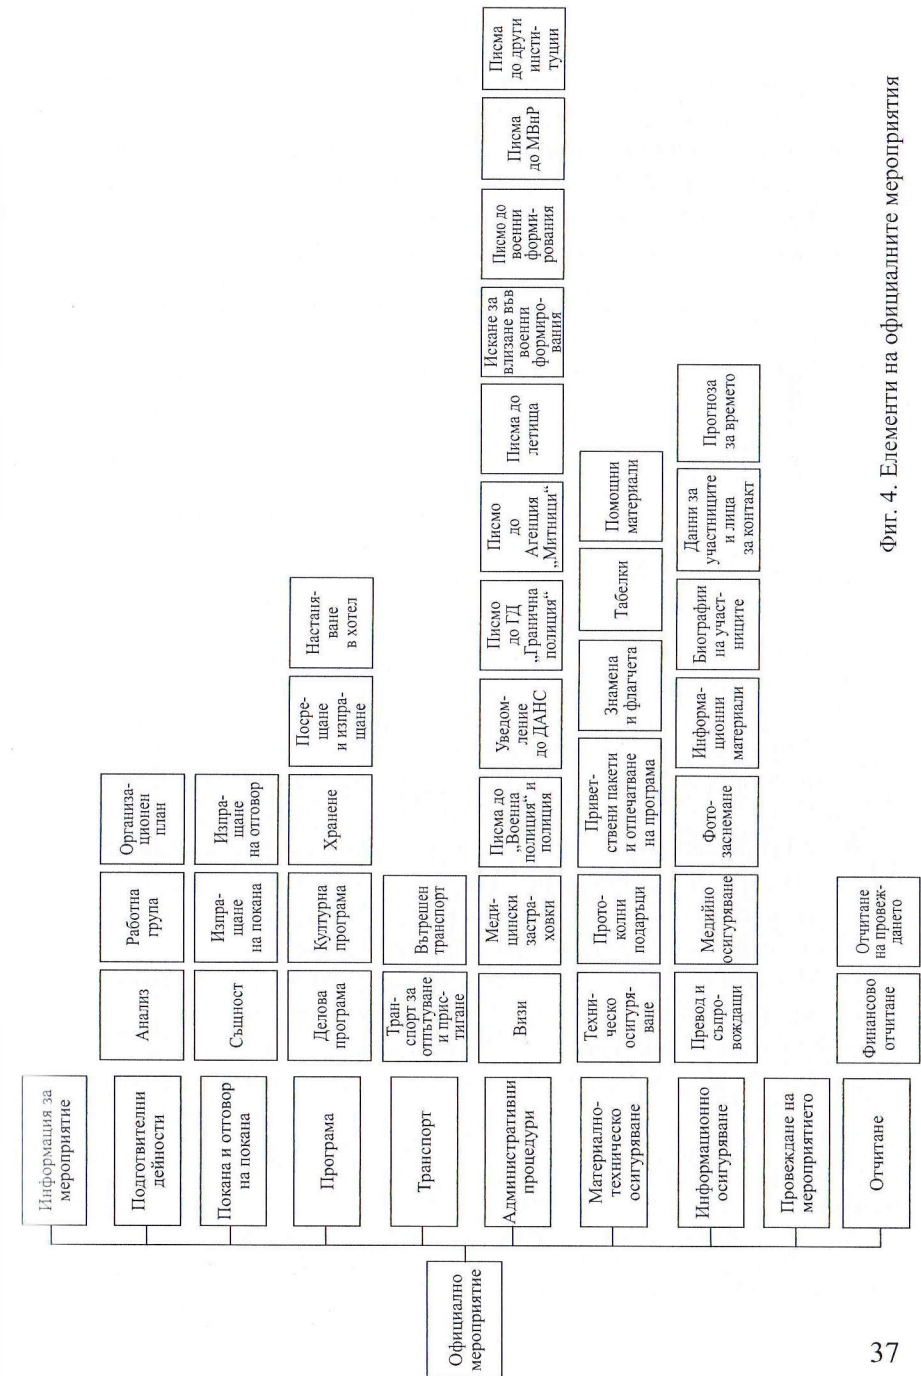 Официално
мероприятие
Информация за
мероприятие
Подготвителни
дейности
Анализ
Работна
група
Организа-
ционен
план
Покана и отговор
на покана
Същност
Изпра-
щане
на покана
Изпра-
щане
на отговор
Програма
Делова
програма
Културна
програма
Хранене
Посре-
щане
и изпра-
щане
Настаня-
ване
в хотел
Транспорт
Тран-
спорт за
отпътуване
и прис-
тигане
Вътрешен
транспорт
Административни
процедури
Визи
Меди-
цински
застра-
ховки
Писма до
„Военна
полиция“ и
полиция
Уведом-
ление
до ДАНС
Писмо
до ГД
„Гранична
полиция“
Писмо
до
Агенция
„Митници“
Писма до
летища
Искане за
влизане във
военни
формиро-
вания
Писмо до
военни
форми-
рования
Писма
до МВнР
Писма
до други
инсти-
туции
Материално-
техническо
осигуряване
Техни-
ческо
осигуря-
ване
Прото-
колни
подаръци
Привет-
ствени пакети
и отпечатване
на програма
Знамена
и флагчета
Табелки
Помощни
материали
Информационно
осигуряване
Превод и
съпро-
вождащи
Медийно
осигуряване
Фото-
заснемане
Информа-
ционни
материали
Биографии
на участ-
ниците
Данни за
участниците
и лица
за контакт
Прогноза
за времето
Провеждане на
мероприятието
Отчитане
Финансово
отчитане
Отчитане
на провеж-
дането
Фиг. 4. Елементи на официалните мероприятия
37